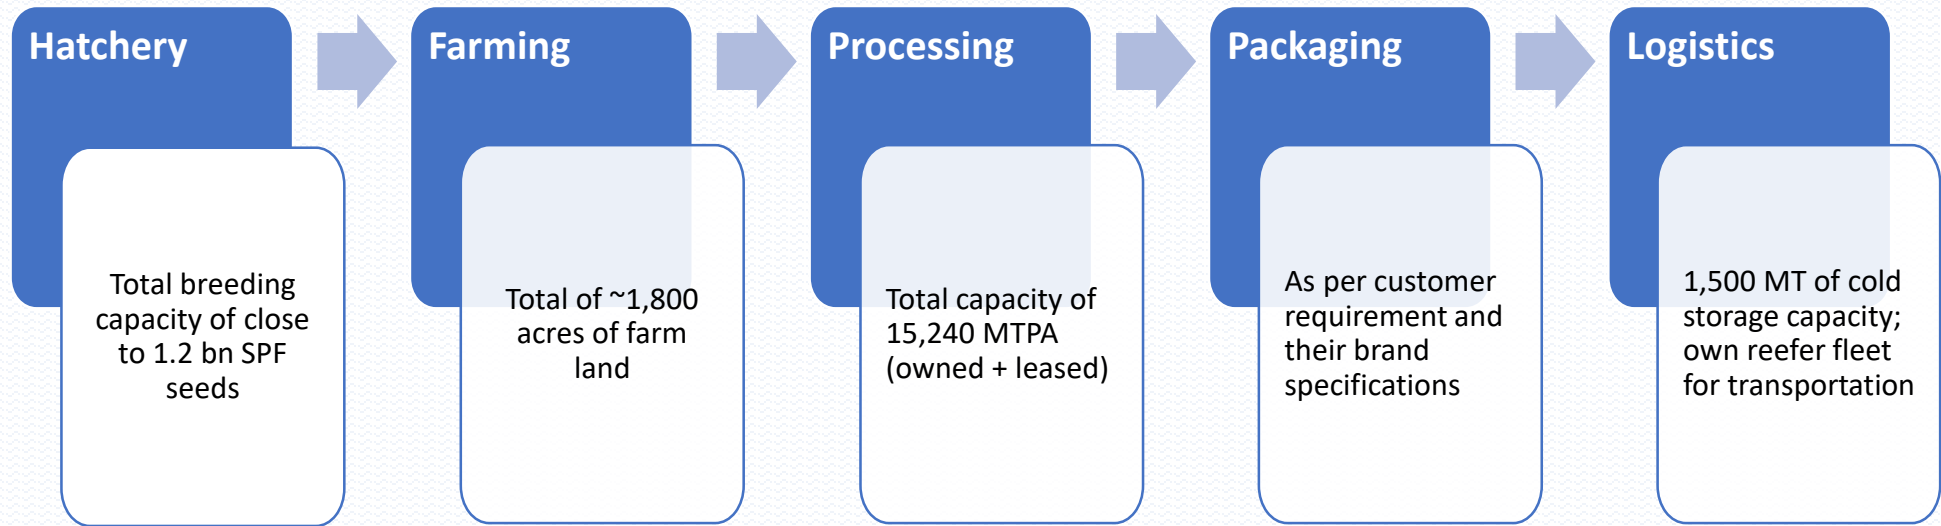 Hatchery
Total breeding
capacity of close
to 1.2 bn SPF
seeds
Farming
Total of ~1,800
acres of farm
land
Processing
Total capacity of
15,240 MTPA
(owned + leased)
Packaging
As per customer
requirement and
their brand
specifications
Logistics
1,500 MT of cold
storage capacity;
own reefer fleet
for transportation